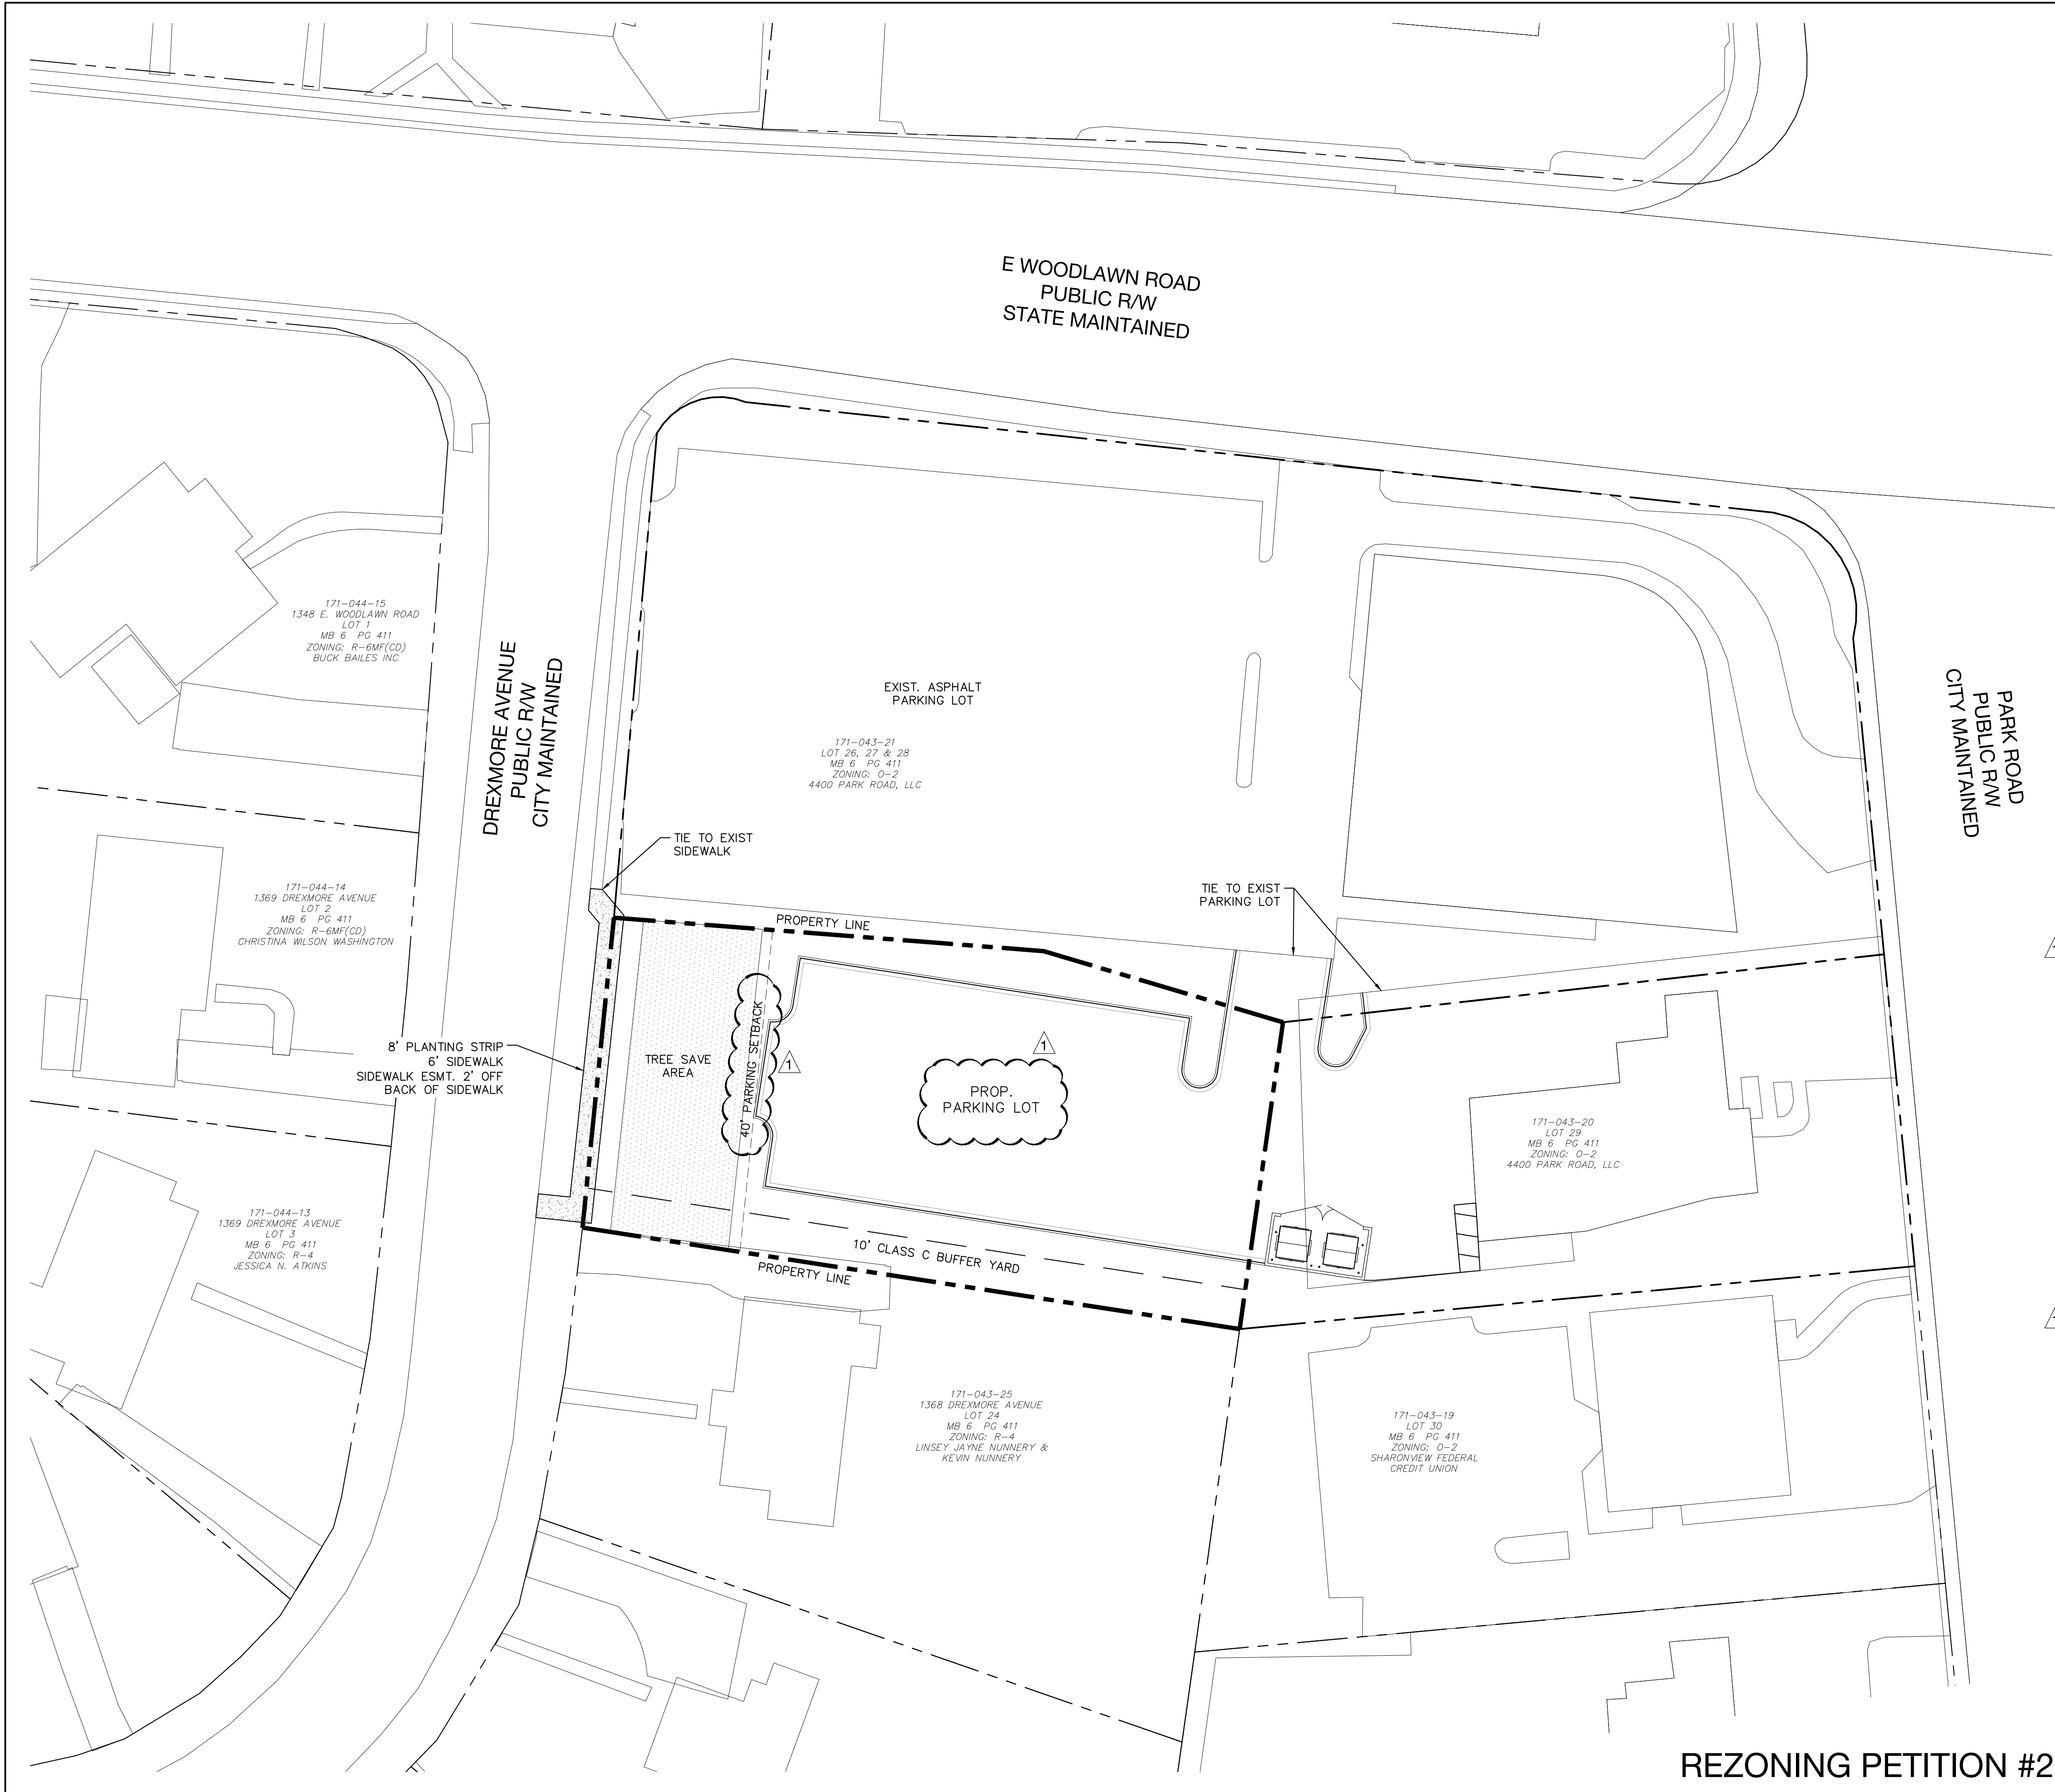 E WOODLAWN ROAD
PUBLIC R/W
STATE MAINTAINED
171-044-15
1348 E. WOODLAWN ROAD
LOT 1
MB 6 PG 411
ZONING: R-6MF(CD)
BUCK BAILES INC
DREXMORE AVENUE
PUBLIC R/W
CITY MAINTAINED
EXIST. ASPHALT
PARKING LOT
171-043-21
LOT 26, 27 & 28
MB 6 PG 411
ZONING: O-2
4400 PARK ROAD, LLC
PARK ROAD
PUBLIC R/W
CITY MAINTAINED
TIE TO EXIST
SIDEWALK
171-044-14
1369 DREXMORE AVENUE
LOT 2
MB 6 PG 411
ZONING: R-6MF(CD)
CHRISTINA WLSON WASHINGTON
TIE TO EXIST
PARKING LOT
PROPERTY LINE
8' PLANTING STRIP
6' SIDEWALK
SIDEWALK ESMT. 2' OFF
BACK OF SIDEWALK
TREE SAVE
AREA
40' PARKING SETBACK
1
1
PROP.
PARKING LOT
171-043-20
LOT 29
MB 6 PG 411
ZONING: O-2
4400 PARK ROAD, LLC
171-044-13
1369 DREXMORE AVENUE
LOT 3
MB 6 PG 411
ZONING: R-4
JESSICA N. ATKINS
10' CLASS C BUFFER YARD
PROPERTY LINE
171-043-25
1368 DREXMORE AVENUE
LOT 24
MB 6 PG 411
ZONING: R-4
LINSEY JAYNE NUNNERY &
KEVIN NUNNERY
171-043-19
LOT 30
MB 6 PG 411
ZONING: O-2
SHARONVIEW FEDERAL
CREDIT UNION
REZONING PETITION #2